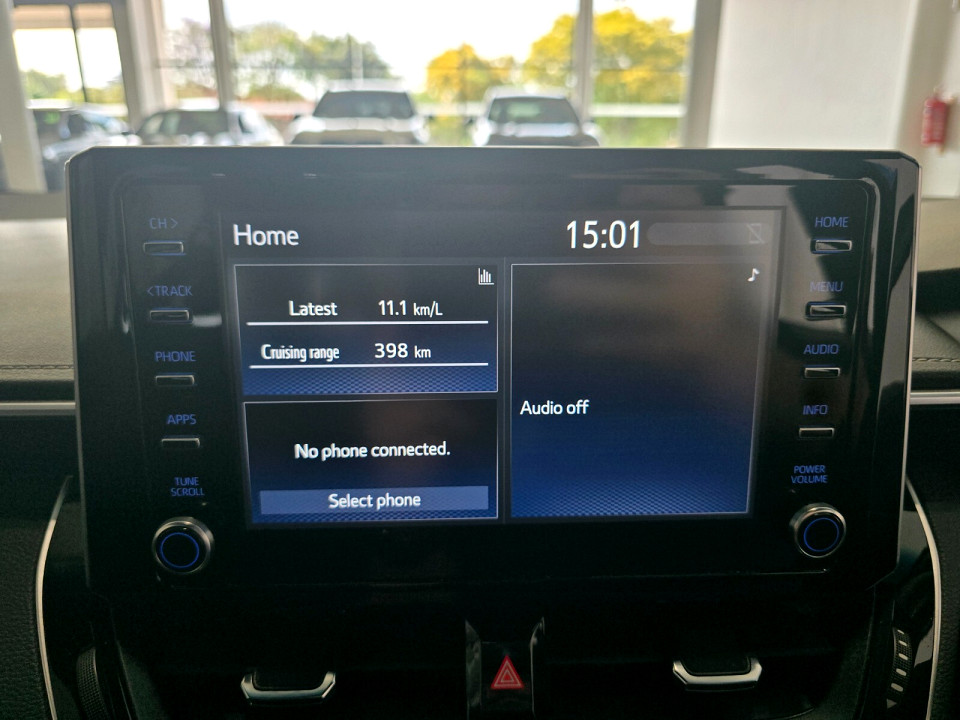 CH >
<TRACK
PHONE
APPS
TUNE
SCROLL
Home
15:01
Latest 11.1 km/L
Cruising range 398 km
No phone connected.
Select phone
Audio off
HOME
MENU
AUDIO
INFO
POWER
VOLUME